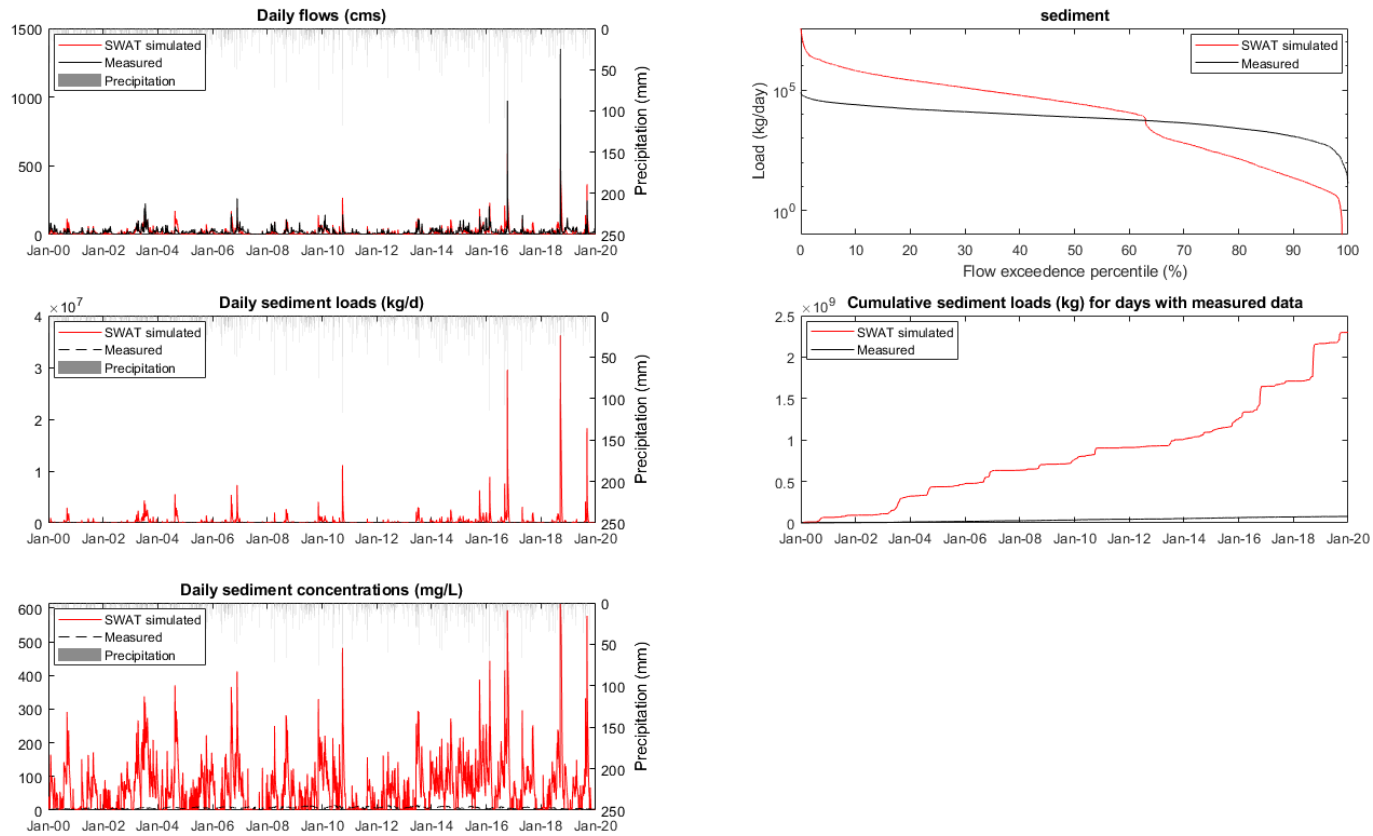 Daily flows (cms)
1500
1000
500
0
SWAT simulated
Measured
Precipitation
0
50
100
150
200
250
Precipitation (mm)
Jan-00 Jan-02 Jan-04 Jan-06 Jan-08 Jan-10 Jan-12 Jan-14 Jan-16 Jan-18 Jan-20
sediment
Load (kg/day)
10^5
10^0
SWAT simulated
Measured
0 10 20 30 40 50 60 70 80 90 100
Flow exceedence percentile (%)
Daily sediment loads (kg/d)
×10^7
4
3
2
1
0
SWAT simulated
Measured
Precipitation
0
50
100
150
200
250
Precipitation (mm)
Jan-00 Jan-02 Jan-04 Jan-06 Jan-08 Jan-10 Jan-12 Jan-14 Jan-16 Jan-18 Jan-20
Cumulative sediment loads (kg) for days with measured data
×10^9
2.5
2
1.5
1
0.5
0
SWAT simulated
Measured
Jan-00 Jan-02 Jan-04 Jan-06 Jan-08 Jan-10 Jan-12 Jan-14 Jan-16 Jan-18 Jan-20
Daily sediment concentrations (mg/L)
600
500
400
300
200
100
0
SWAT simulated
Measured
Precipitation
0
50
100
150
200
250
Precipitation (mm)
Jan-00 Jan-02 Jan-04 Jan-06 Jan-08 Jan-10 Jan-12 Jan-14 Jan-16 Jan-18 Jan-20